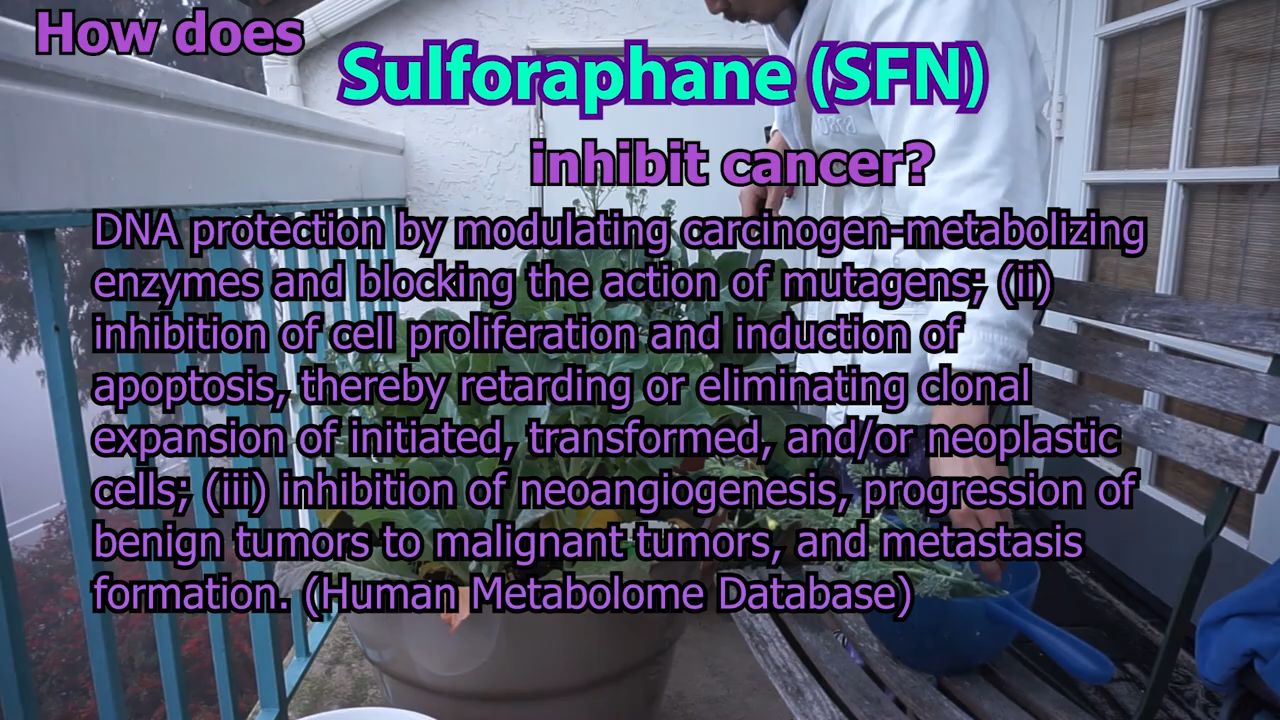 How does
Sulforaphane (SFN)
inhibit cancer?
DNA protection by modulating carcinogen-metabolizing
enzymes and blocking the action of mutagens; (ii)
inhibition of cell proliferation and induction of
apoptosis, thereby retarding or eliminating clonal
expansion of initiated, transformed, and/or neoplastic
cells; (iii) inhibition of neoangiogenesis, progression of
benign tumors to malignant tumors, and metastasis
formation. (Human Metabolome Database)